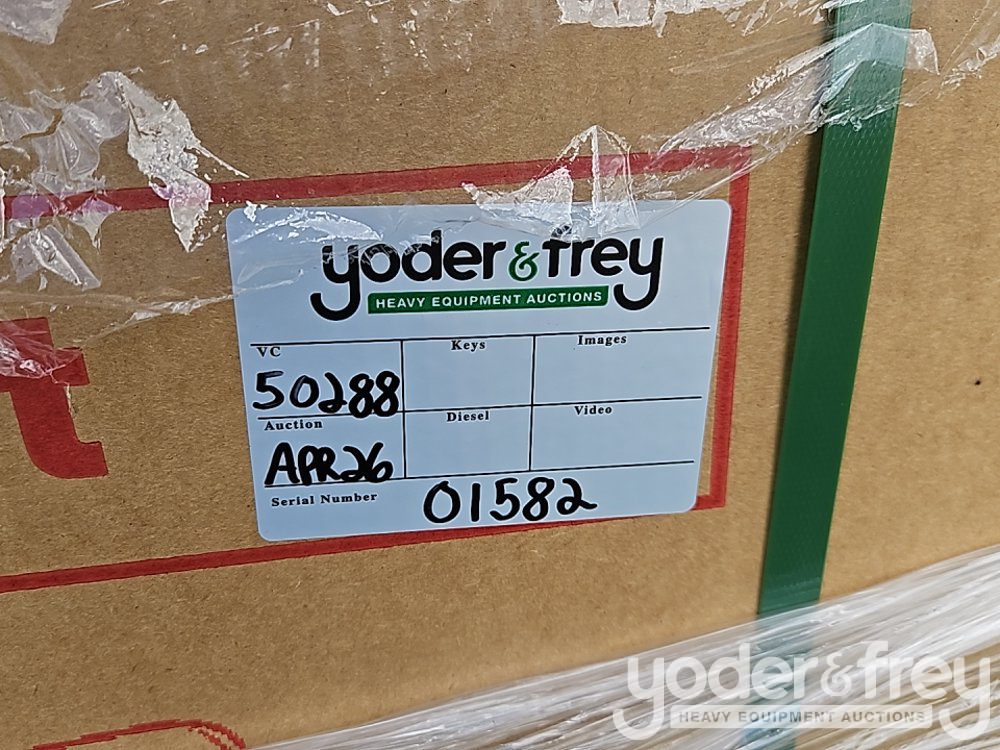 yoder & frey
HEAVY EQUIPMENT AUCTIONS
VC Keys Images
50288
Auction Diesel Video
APR26
Serial Number 01582
t
yoder & frey
HEAVY EQUIPMENT AUCTIONS